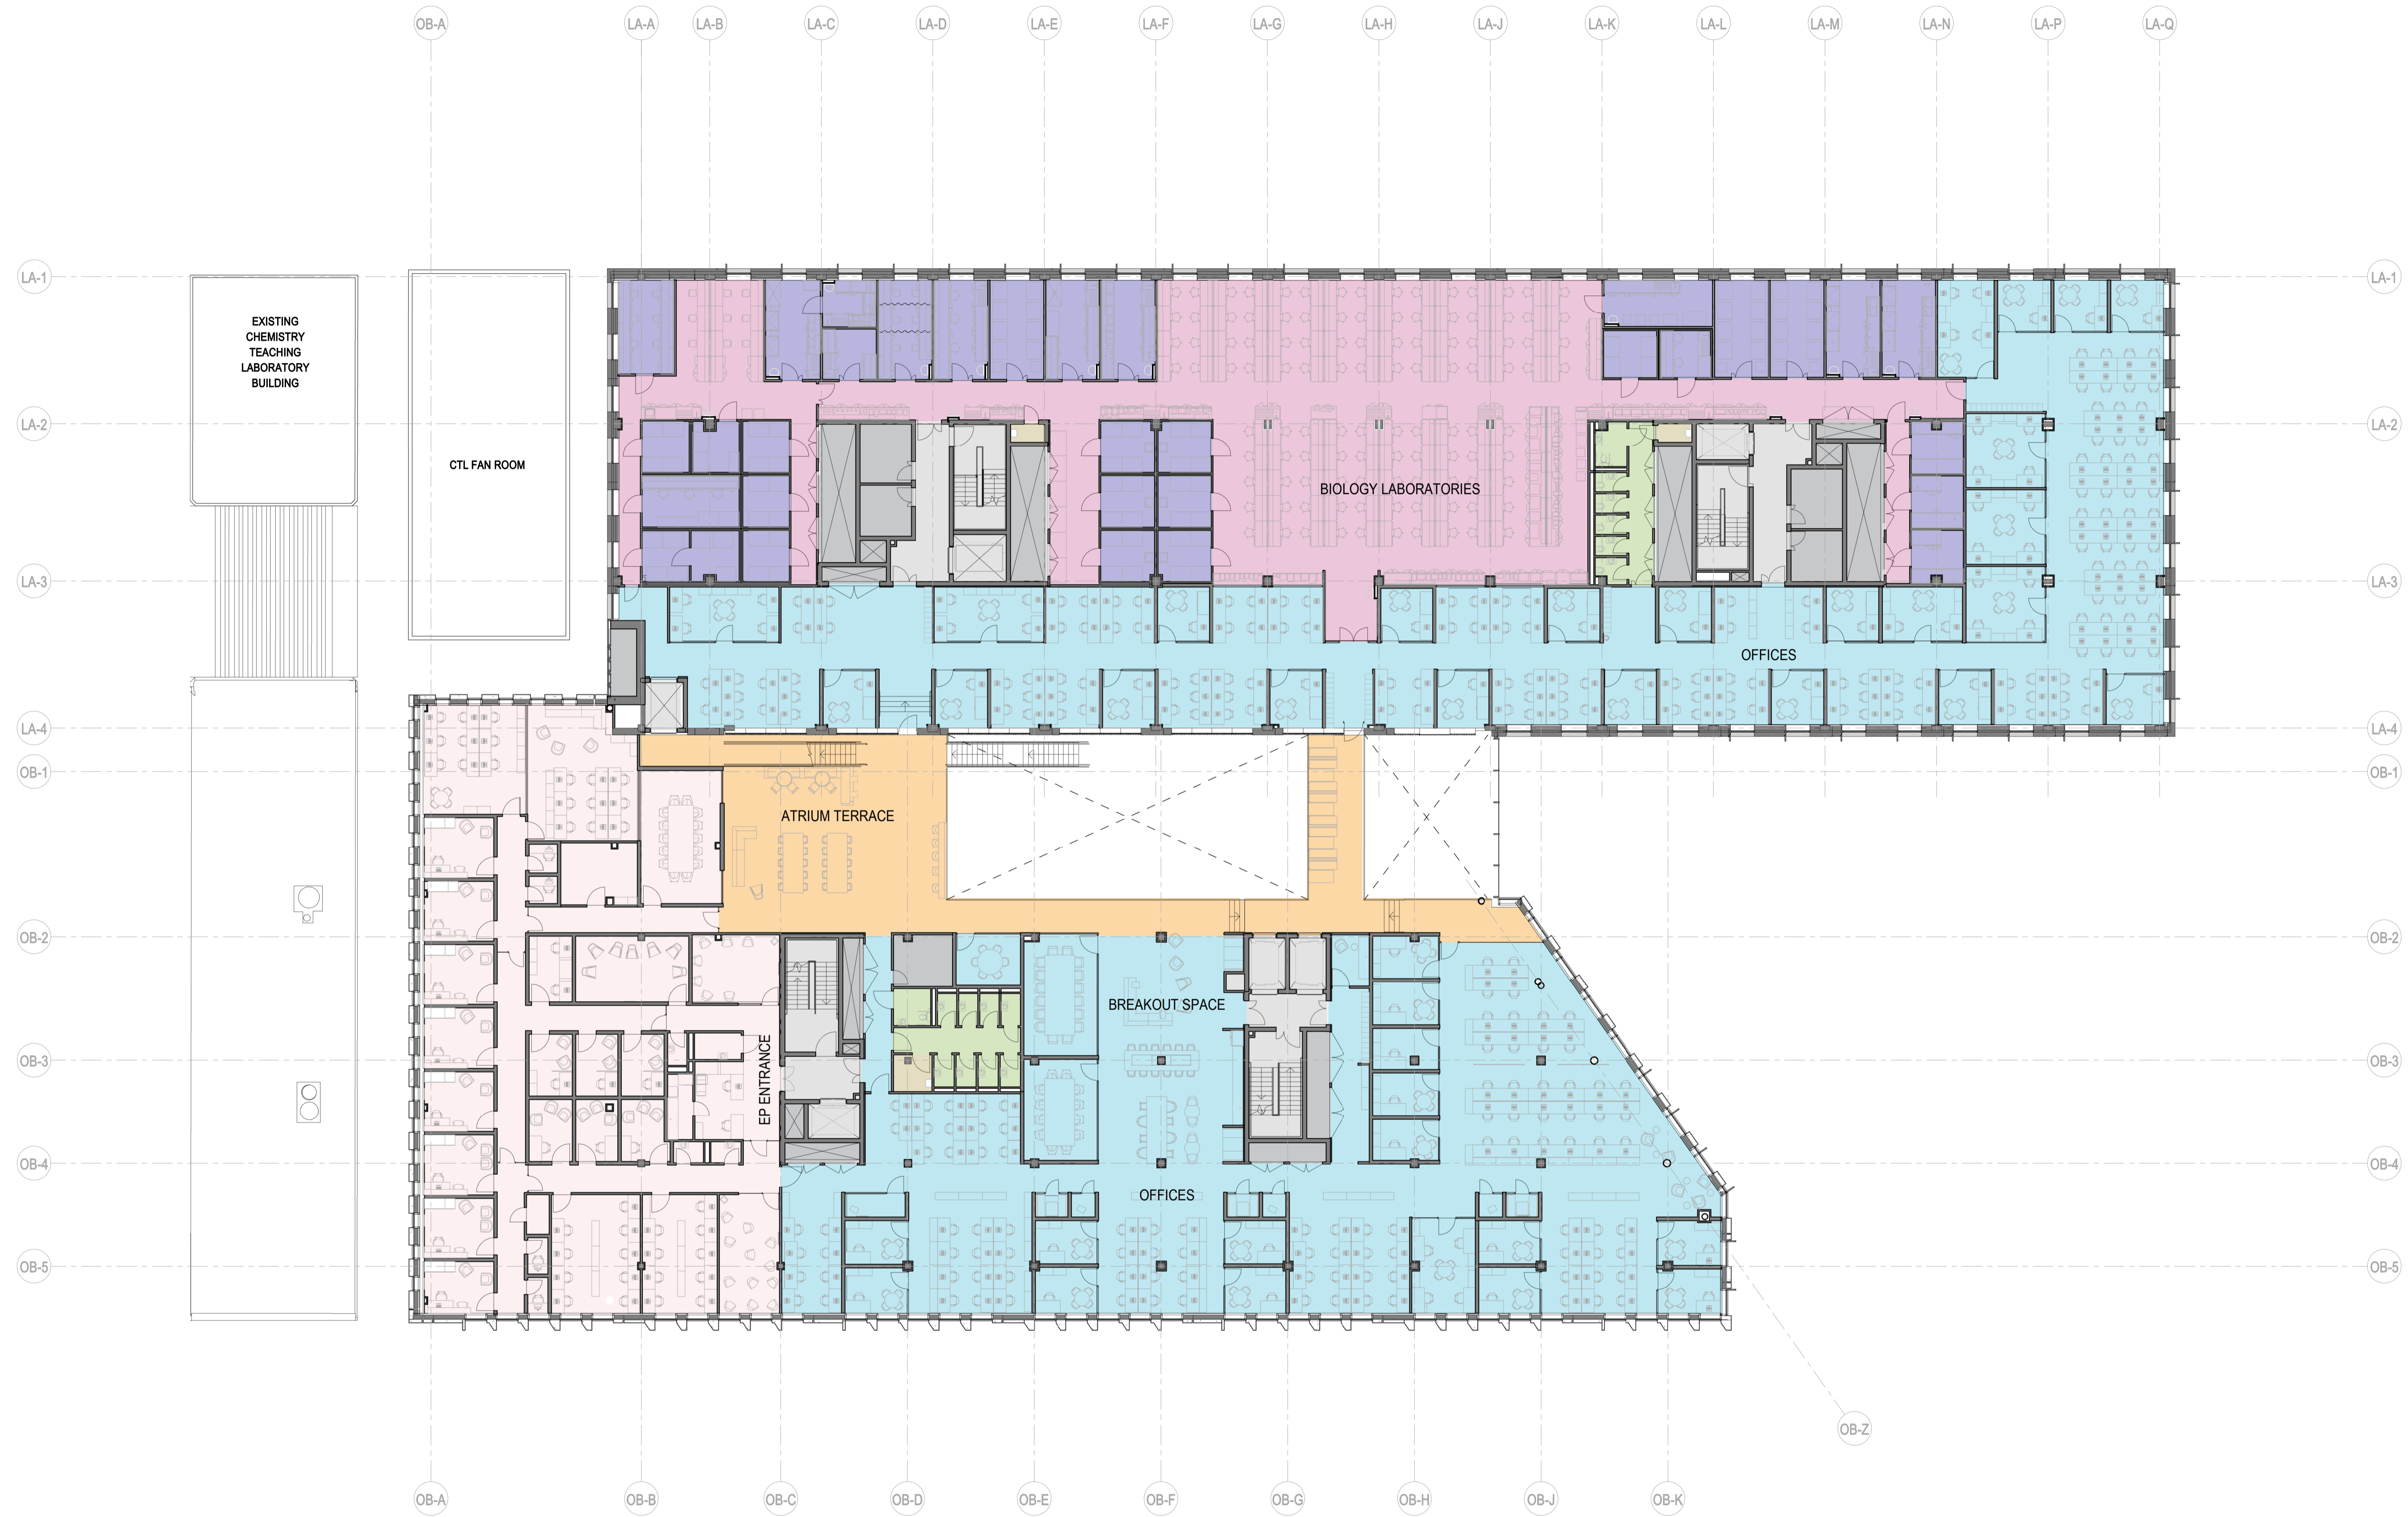 OB-A LA-A LA-B LA-C LA-D LA-E LA-F LA-G LA-H LA-J LA-K LA-L LA-M LA-N LA-P LA-Q
LA-1 LA-1
EXISTING
CHEMISTRY
TEACHING
LABORATORY
BUILDING
LA-2 LA-2
CTL FAN ROOM
BIOLOGY LABORATORIES
LA-3 LA-3
OFFICES
LA-4 LA-4
OB-1 OB-1
ATRIUM TERRACE
OB-2 OB-2
BREAKOUT SPACE
EP ENTRANCE
OB-3 OB-3
OB-4 OB-4
OFFICES
OB-5 OB-5
OB-Z
OB-A OB-B OB-C OB-D OB-E OB-F OB-G OB-H OB-J OB-K